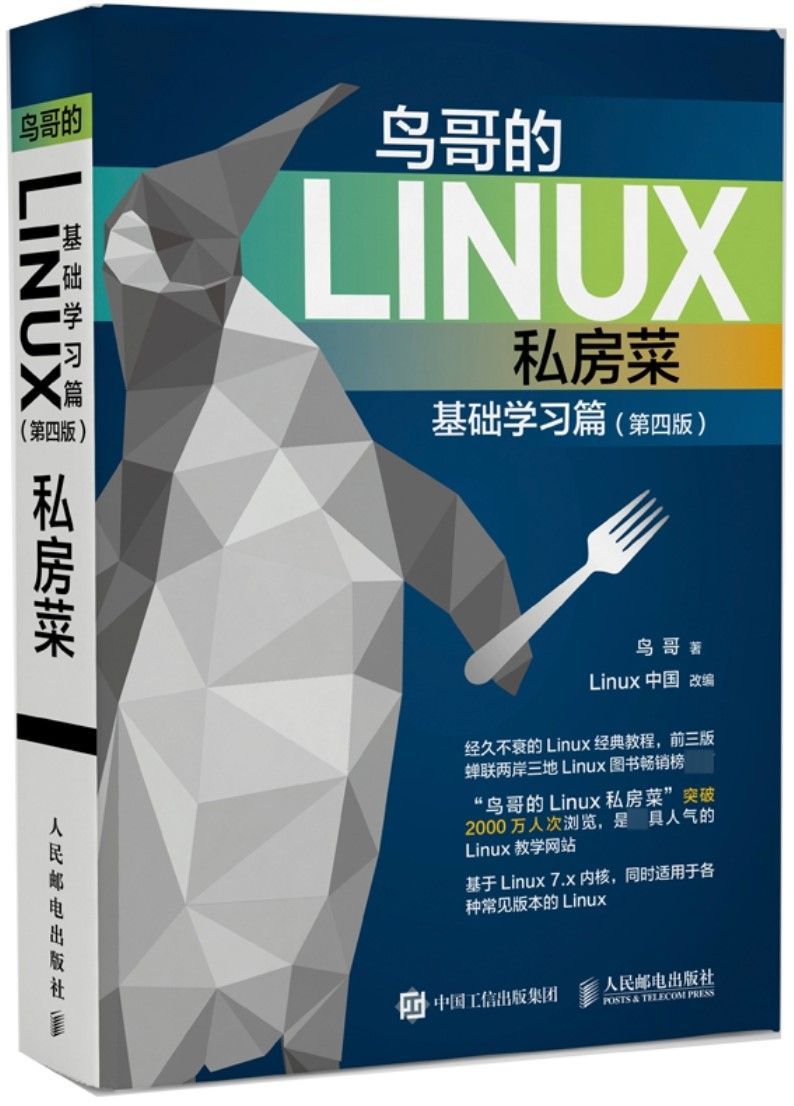 鸟哥的
LINUX
私房菜
基础学习篇（第四版）
鸟哥 著
Linux 中国 改编
经久不衰的 Linux 经典教程，前三版
蝉联两岸三地 Linux 图书畅销榜
“鸟哥的 Linux 私房菜”突破
2000 万人次浏览，是 具人气的
Linux 教学网站
基于 Linux 7.x 内核，同时适用于各
种常见版本的 Linux
中国工信出版集团
人民邮电出版社
POSTS & TELECOM PRESS
鸟哥的
LINUX
基础学习篇
（第四版）
私房菜
人民邮电出版社